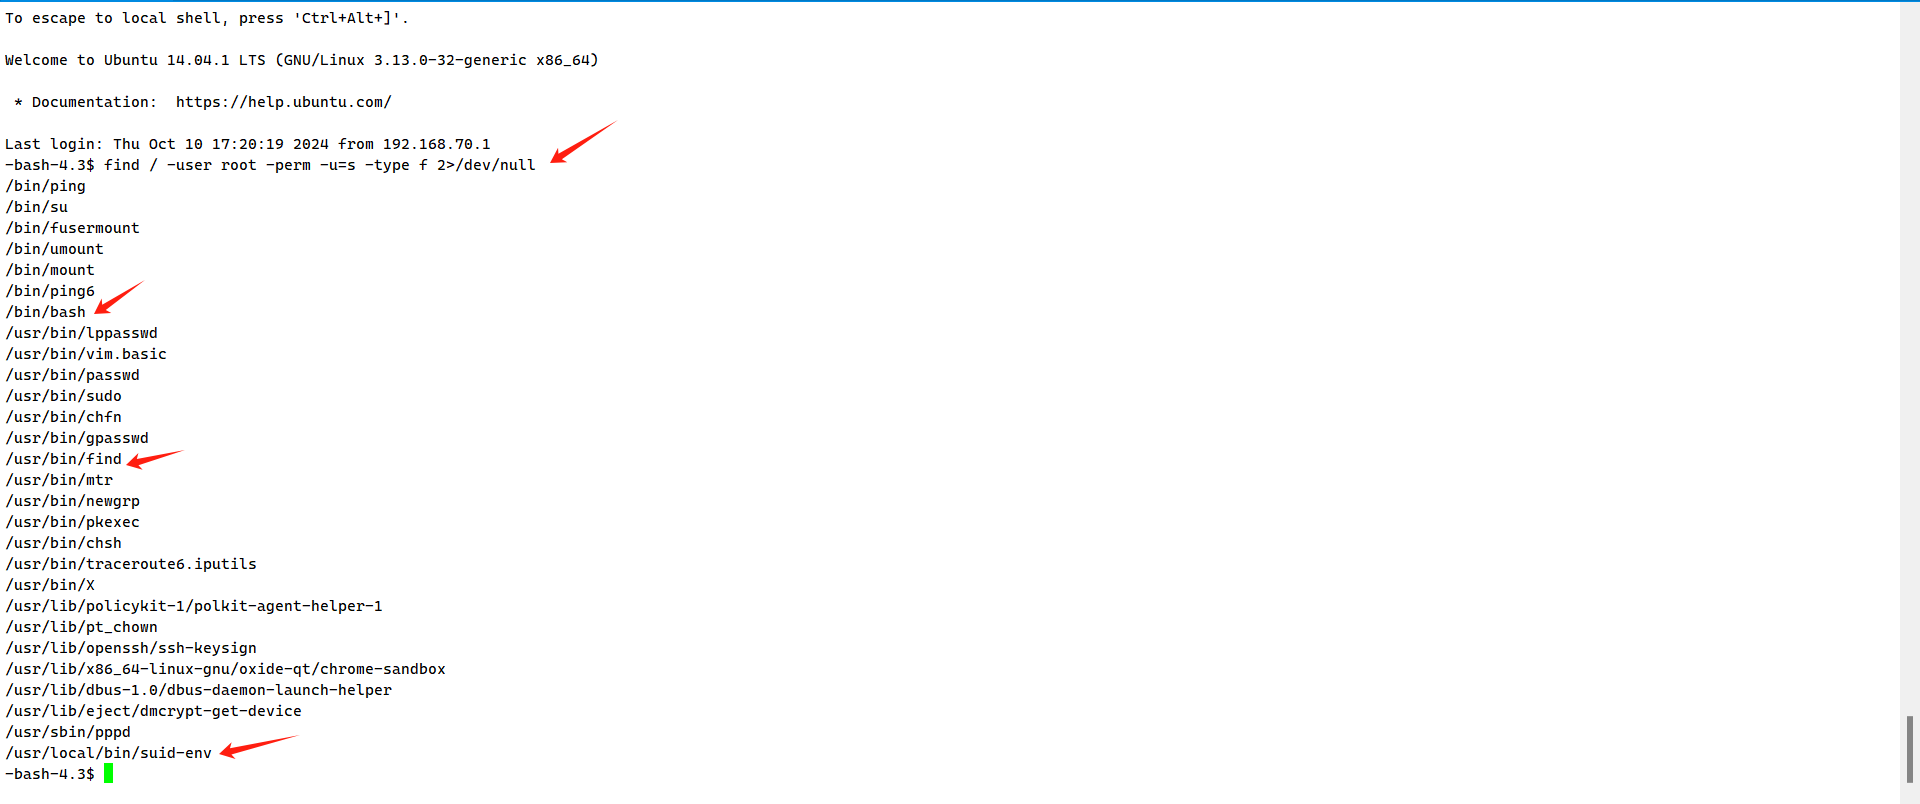 To escape to local shell, press 'Ctrl+Alt+]'.
Welcome to Ubuntu 14.04.1 LTS (GNU/Linux 3.13.0-32-generic x86_64)
 * Documentation:  https://help.ubuntu.com/
Last login: Thu Oct 10 17:20:19 2024 from 192.168.70.1
-bash-4.3$ find / -user root -perm -u=s -type f 2>/dev/null
/bin/ping
/bin/su
/bin/fusermount
/bin/umount
/bin/mount
/bin/ping6
/bin/bash
/usr/bin/lppasswd
/usr/bin/vim.basic
/usr/bin/passwd
/usr/bin/sudo
/usr/bin/chfn
/usr/bin/gpasswd
/usr/bin/find
/usr/bin/mtr
/usr/bin/newgrp
/usr/bin/pkexec
/usr/bin/chsh
/usr/bin/traceroute6.iputils
/usr/bin/X
/usr/lib/policykit-1/polkit-agent-helper-1
/usr/lib/pt_chown
/usr/lib/openssh/ssh-keysign
/usr/lib/x86_64-linux-gnu/oxide-qt/chrome-sandbox
/usr/lib/dbus-1.0/dbus-daemon-launch-helper
/usr/lib/eject/dmcrypt-get-device
/usr/sbin/pppd
/usr/local/bin/suid-env
-bash-4.3$